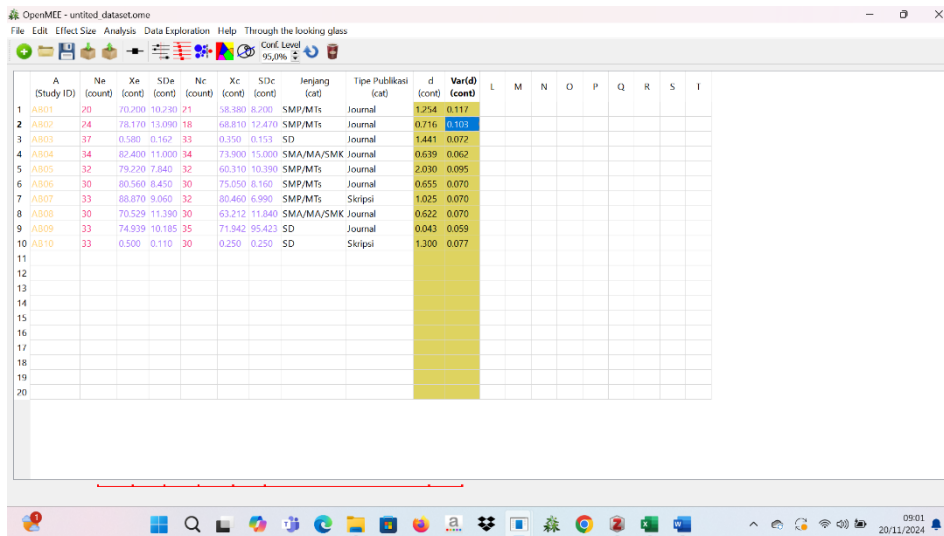 OpenMEE - untited_dataset.ome
File Edit Effect Size Analysis Data Exploration Help Through the looking glass
Conf. Level
95,0%
A Ne Xe SDe Nc Xc SDc Jenjang Tipe Publikasi d Var(d) L M N O P Q R S T
(Study ID) (count) (cont) (cont) (count) (cont) (cont) (cat) (cat) (cont) (cont)
1 AB01 20 70.200 10.230 21 58.380 8.200 SMP/MTs Journal 1.254 0.117
2 AB02 24 78.170 13.090 18 68.810 12.470 SMP/MTs Journal 0.716 0.103
3 AB03 37 0.580 0.162 33 0.350 0.153 SD Journal 1.441 0.072
4 AB04 34 82.400 11.000 34 73.900 15.000 SMA/MA/SMK Journal 0.639 0.062
5 AB05 32 79.220 7.840 32 60.310 10.390 SMP/MTs Journal 2.030 0.095
6 AB06 30 80.560 8.450 30 75.050 8.160 SMP/MTs Journal 0.655 0.070
7 AB07 33 88.870 9.060 32 80.460 6.990 SMP/MTs Skripsi 1.025 0.070
8 AB08 30 70.529 11.390 30 63.212 11.840 SMA/MA/SMK Journal 0.622 0.070
9 AB09 33 74.939 10.185 35 71.942 95.423 SD Journal 0.043 0.059
10 AB10 33 0.500 0.110 30 0.250 0.250 SD Skripsi 1.300 0.077
11
12
13
14
15
16
17
18
19
20
09:01
20/11/2024